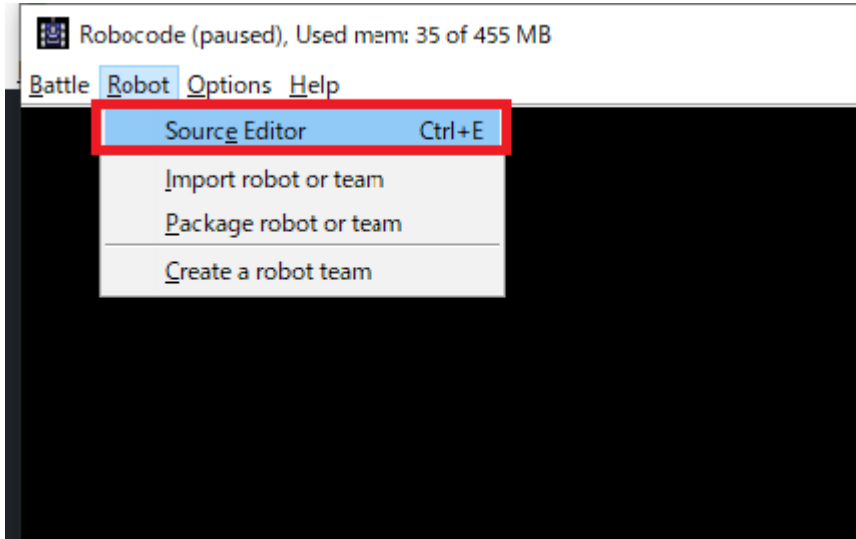 Robocode (paused), Used mem: 35 of 455 MB
Battle Robot Options Help
Source Editor Ctrl+E
Import robot or team
Package robot or team
Create a robot team